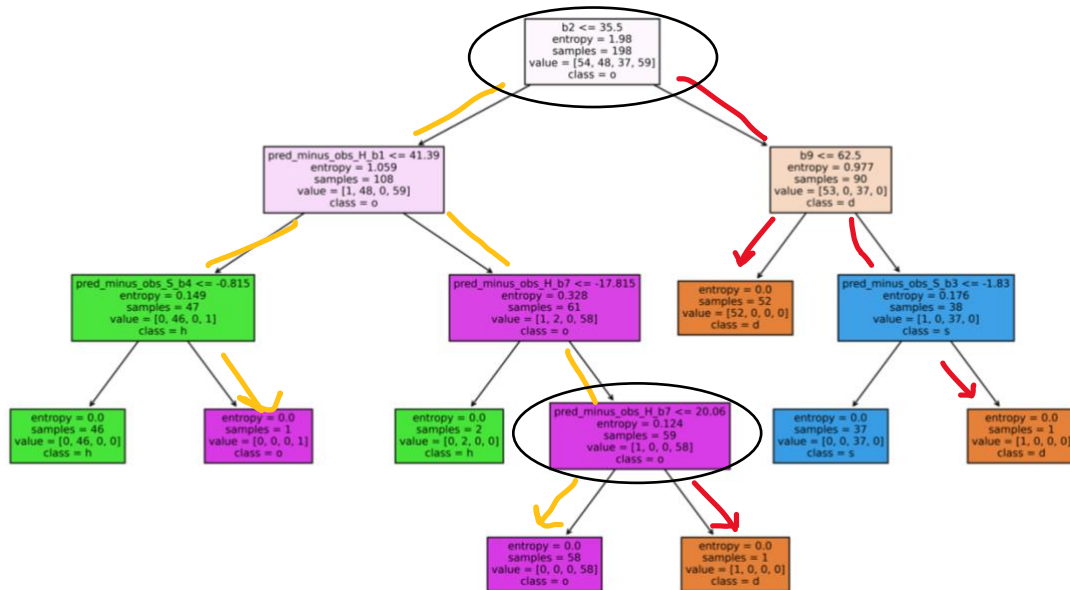 b2 <= 35.5
entropy = 1.98
samples = 198
value = [54, 48, 37, 59]
class = o
pred_minus_obs_H_b1 <= 41.39
entropy = 1.059
samples = 108
value = [1, 48, 0, 59]
class = o
b9 <= 62.5
entropy = 0.977
samples = 90
value = [53, 0, 37, 0]
class = d
pred_minus_obs_S_b4 <= -0.815
entropy = 0.149
samples = 47
value = [0, 46, 0, 1]
class = h
pred_minus_obs_H_b7 <= -17.815
entropy = 0.328
samples = 61
value = [1, 2, 0, 58]
class = o
entropy = 0.0
samples = 52
value = [52, 0, 0, 0]
class = d
pred_minus_obs_S_b3 <= -1.83
entropy = 0.176
samples = 38
value = [1, 0, 37, 0]
class = s
entropy = 0.0
samples = 46
value = [0, 46, 0, 0]
class = h
entropy = 0.0
samples = 1
value = [0, 0, 0, 1]
class = o
entropy = 0.0
samples = 2
value = [0, 2, 0, 0]
class = h
pred_minus_obs_H_b7 <= 20.06
entropy = 0.124
samples = 59
value = [1, 0, 0, 58]
class = o
entropy = 0.0
samples = 37
value = [0, 0, 37, 0]
class = s
entropy = 0.0
samples = 1
value = [1, 0, 0, 0]
class = d
entropy = 0.0
samples = 58
value = [0, 0, 0, 58]
class = o
entropy = 0.0
samples = 1
value = [1, 0, 0, 0]
class = d